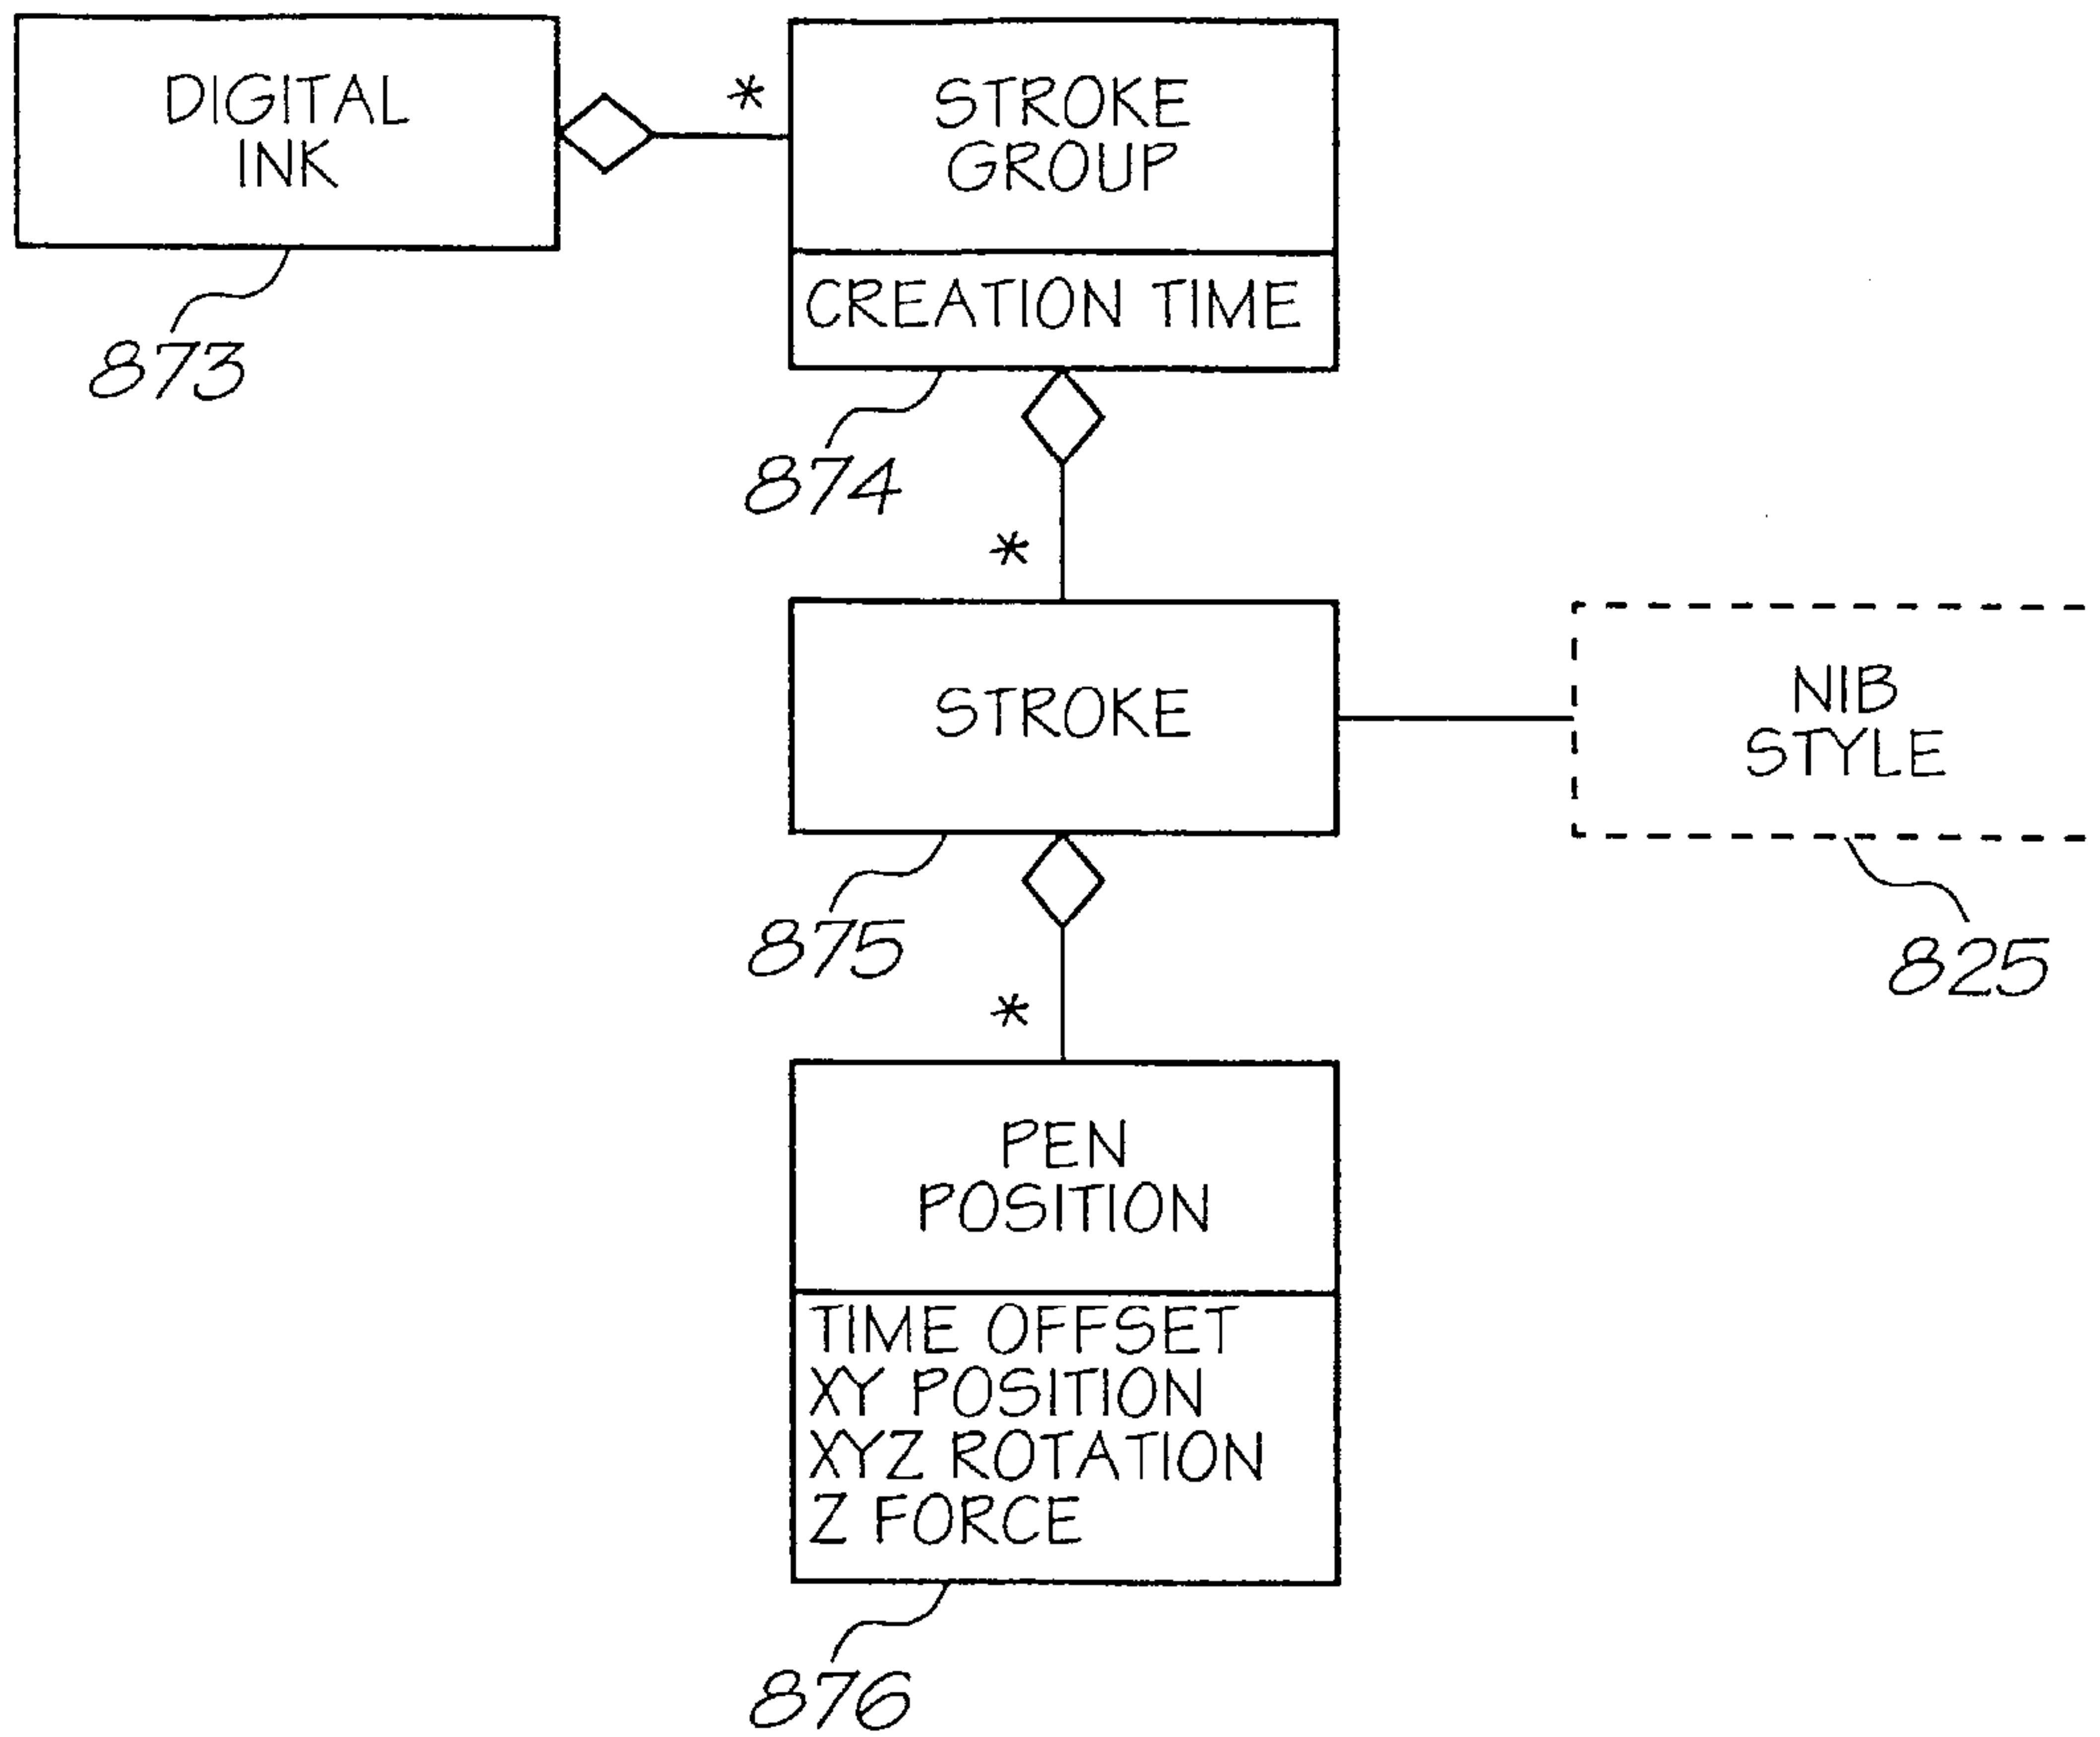 DIGITAL
INK
873
*
STROKE
GROUP
CREATION TIME
874
*
STROKE
875
NIB
STYLE
825
*
PEN
POSITION
TIME OFFSET
XY POSITION
XYZ ROTATION
Z FORCE
876